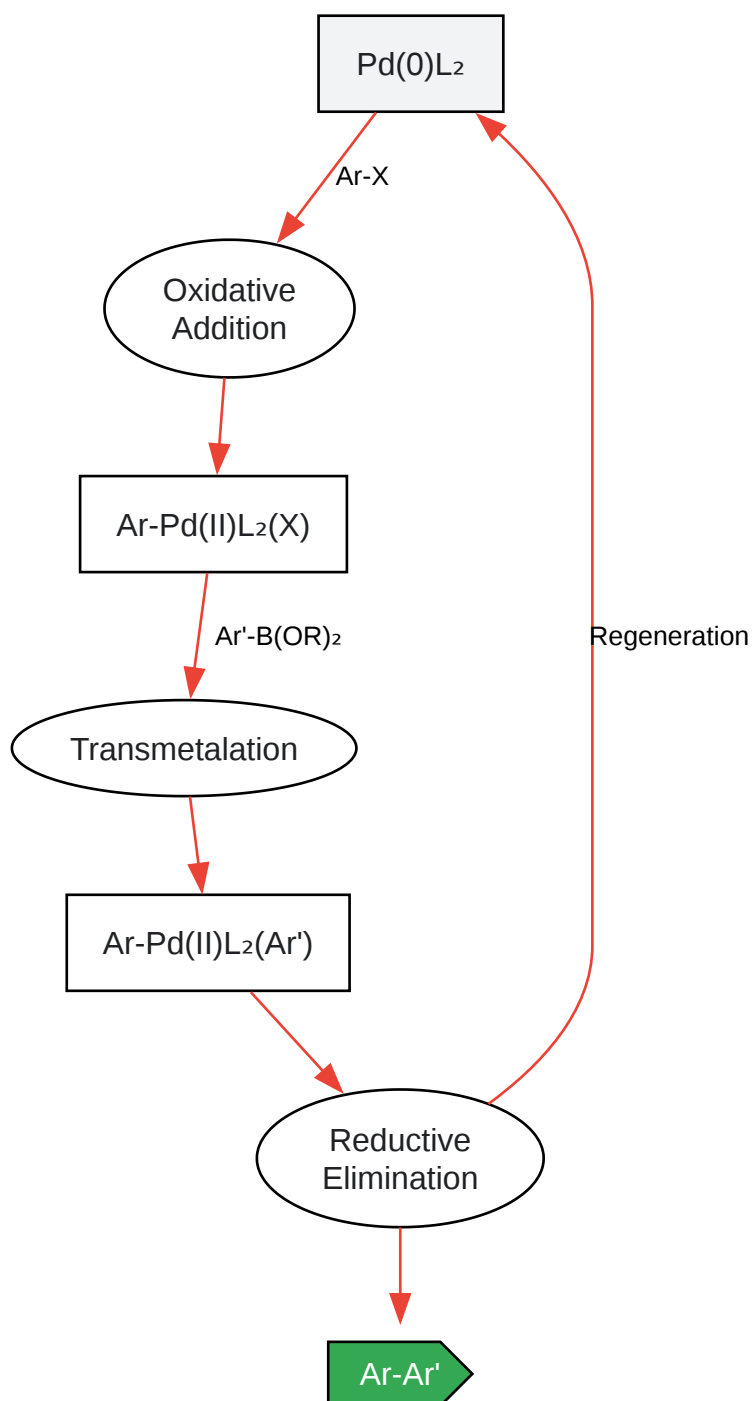 Pd(0)L₂
Ar-X
Oxidative
Addition
Ar-Pd(II)L₂(X)
Ar'-B(OR)₂
Regeneration
Transmetalation
Ar-Pd(II)L₂(Ar')
Reductive
Elimination
Ar-Ar'